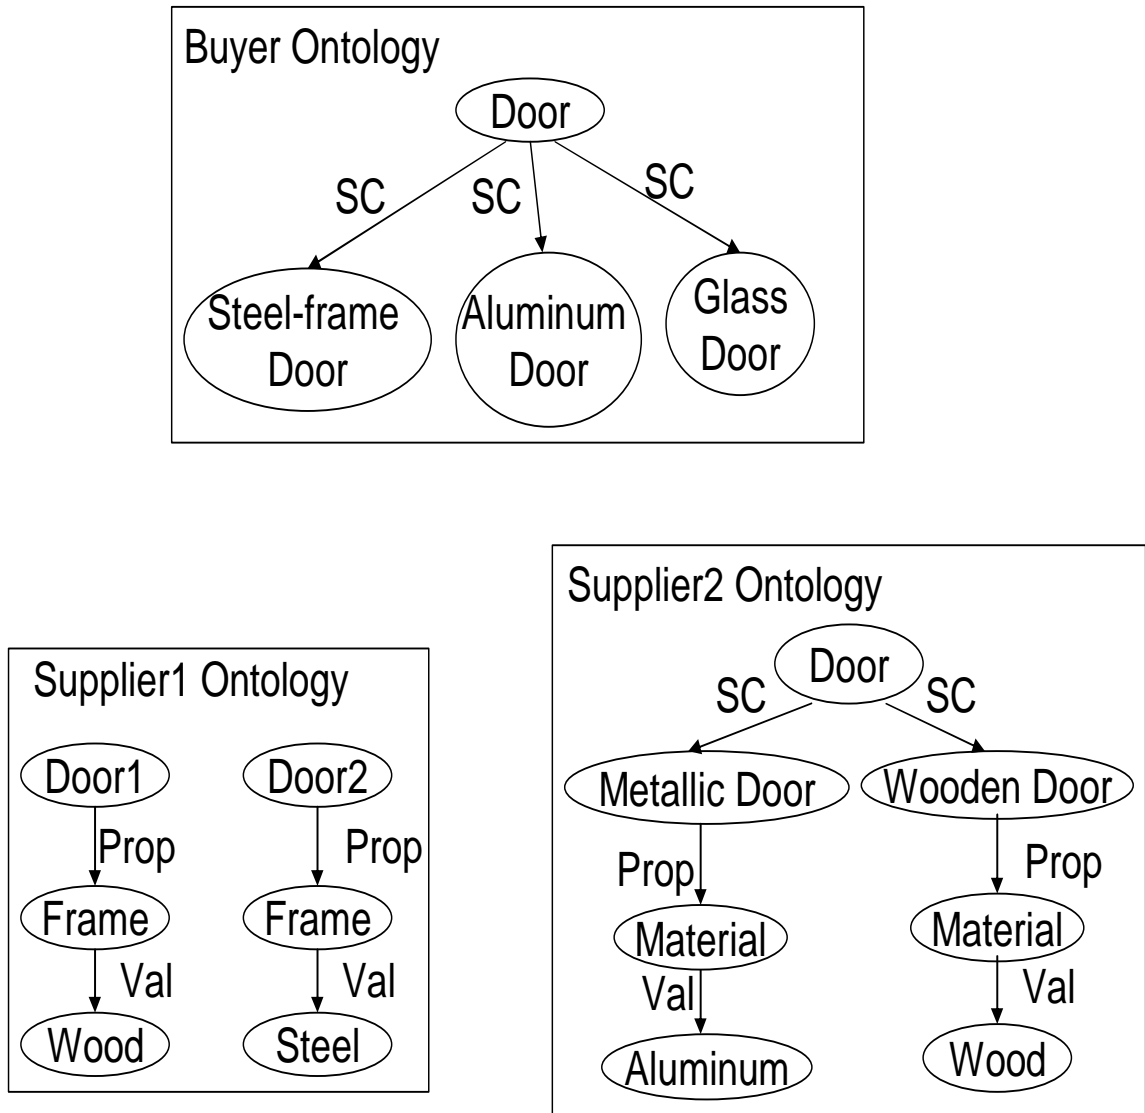 Buyer Ontology
Door
SC
SC
SC
Steel-frame
Door
Aluminum
Door
Glass
Door
Supplier1 Ontology
Door1
Door2
Prop
Prop
Frame
Frame
Val
Val
Wood
Steel
Supplier2 Ontology
Door
SC
SC
Metallic Door
Wooden Door
Prop
Prop
Material
Material
Val
Val
Aluminum
Wood